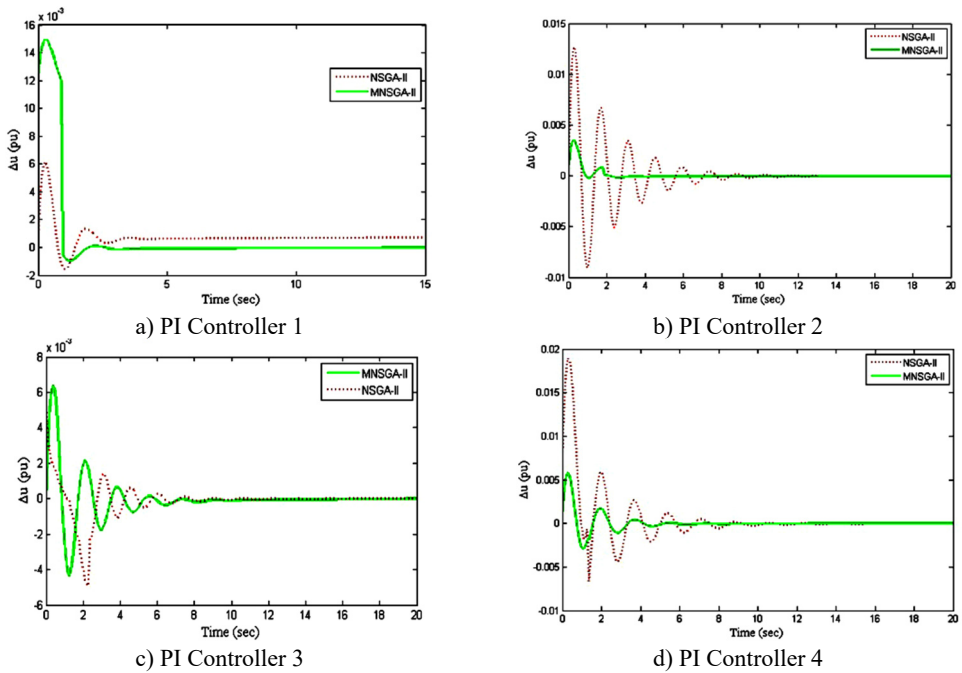 x 10⁻³
16
14
12
10
8
6
4
2
0
-2
Δu (pu)
NSGA-II
MNSGA-II
0 5 10 15
Time (sec)
a) PI Controller 1
0.015
0.01
0.005
0
-0.005
-0.01
Δu (pu)
NSGA-II
MNSGA-II
0 2 4 6 8 10 12 14 16 18 20
Time (sec)
b) PI Controller 2
x 10⁻³
8
6
4
2
0
-2
-4
-6
Δu (pu)
MNSGA-II
NSGA-II
0 2 4 6 8 10 12 14 16 18 20
Time (sec)
c) PI Controller 3
0.02
0.015
0.01
0.005
0
-0.005
-0.01
Δu (pu)
NSGA-II
MNSGA-II
0 2 4 6 8 10 12 14 16 18 20
Time (sec)
d) PI Controller 4